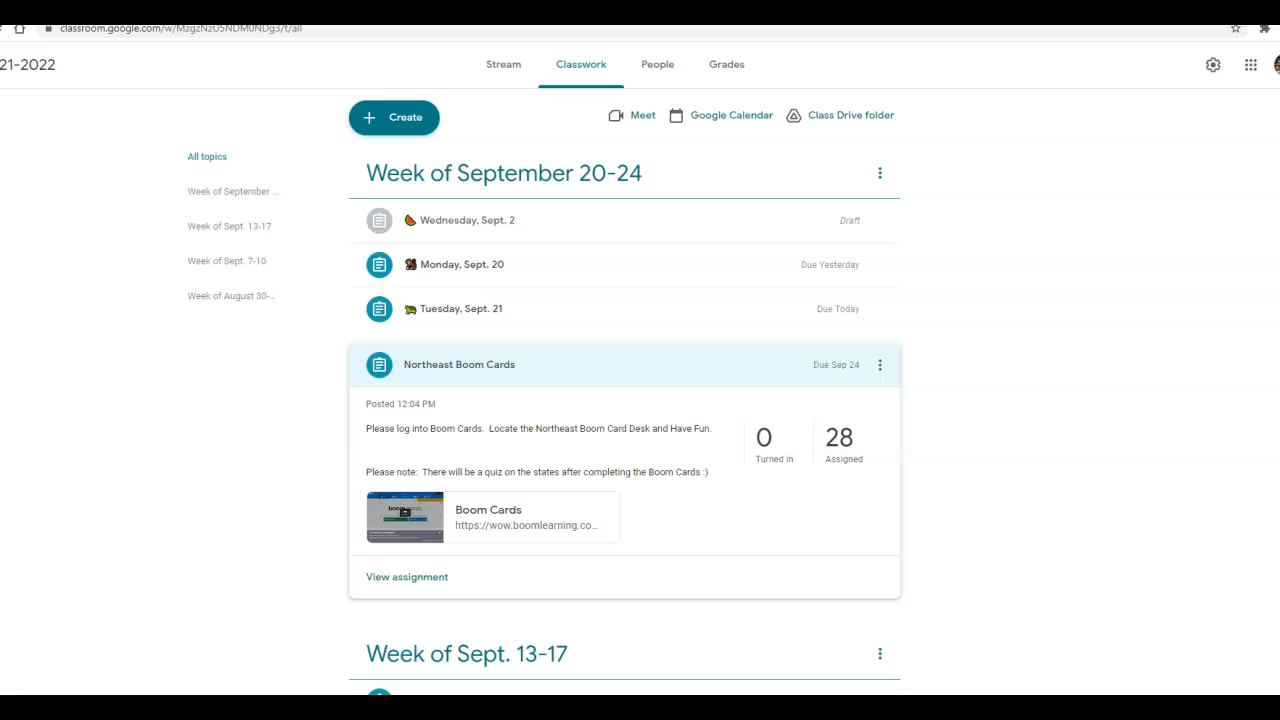 classroom.google.com/w/MzgzNzU5NDM0NDg3/t/all
21-2022
Stream
Classwork
People
Grades
Create
Meet
Google Calendar
Class Drive folder
All topics
Week of September ...
Week of Sept. 13-17
Week of Sept. 7-10
Week of August 30-...
Week of September 20-24
Wednesday, Sept. 2
Draft
Monday, Sept. 20
Due Yesterday
Tuesday, Sept. 21
Due Today
Northeast Boom Cards
Due Sep 24
Posted 12:04 PM
Please log into Boom Cards.  Locate the Northeast Boom Card Desk and Have Fun.
0
Turned in
28
Assigned
Please note:  There will be a quiz on the states after completing the Boom Cards :)
Boom Cards
https://wow.boomlearning.co...
View assignment
Week of Sept. 13-17